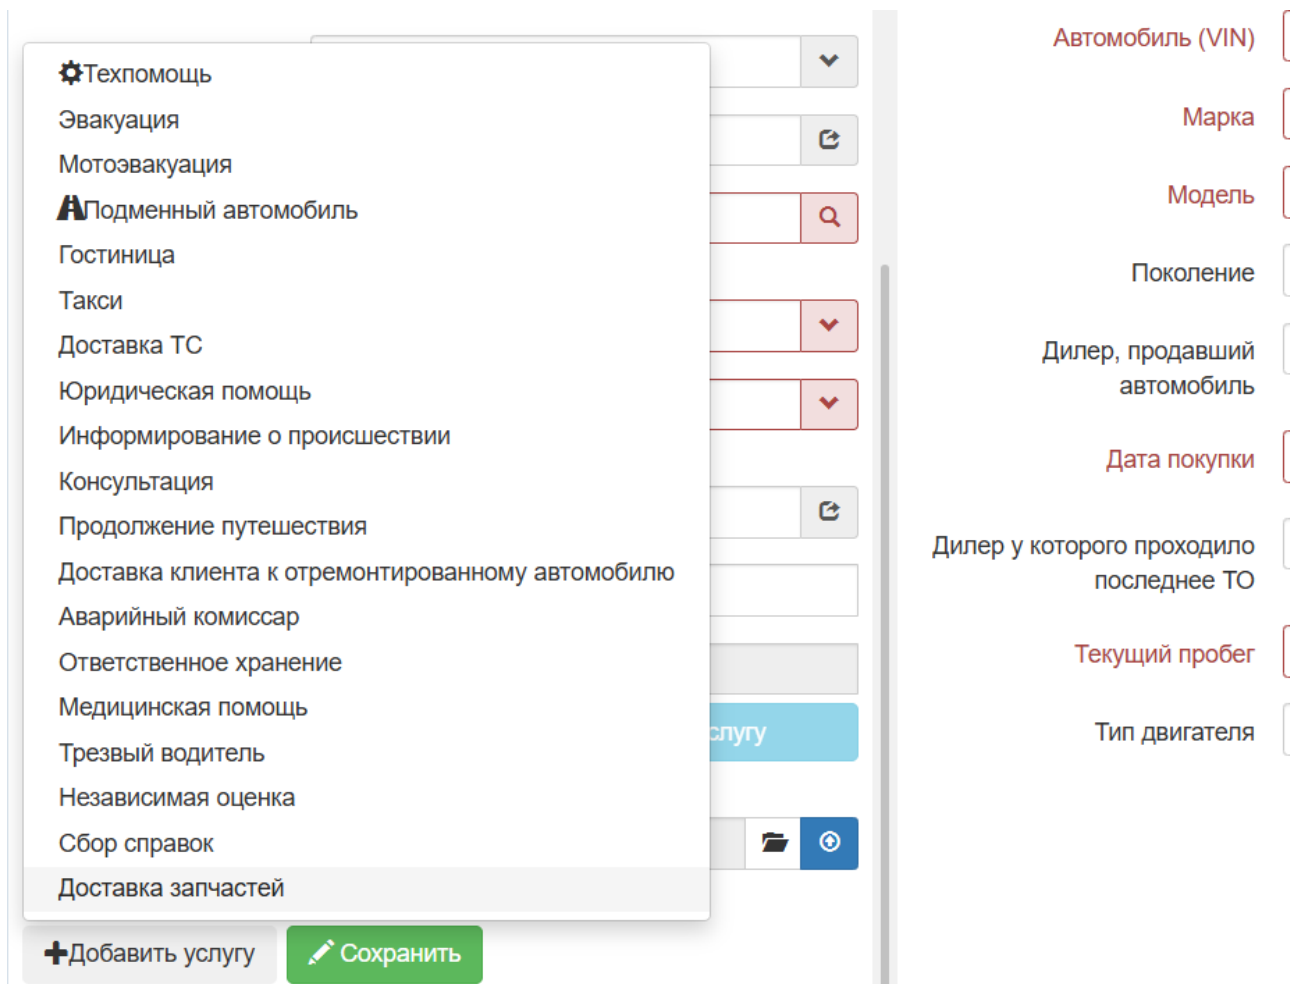 Техпомощь
Эвакуация
Мотоэвакуация
Подменный автомобиль
Гостиница
Такси
Доставка ТС
Юридическая помощь
Информирование о происшествии
Консультация
Продолжение путешествия
Доставка клиента к отремонтированному автомобилю
Аварийный комиссар
Ответственное хранение
Медицинская помощь
Трезвый водитель
Независимая оценка
Сбор справок
Доставка запчастей
Добавить услугу
Сохранить
Автомобиль (VIN)
Марка
Модель
Поколение
Дилер, продавший
автомобиль
Дата покупки
Дилер у которого проходило
последнее ТО
Текущий пробег
Тип двигателя